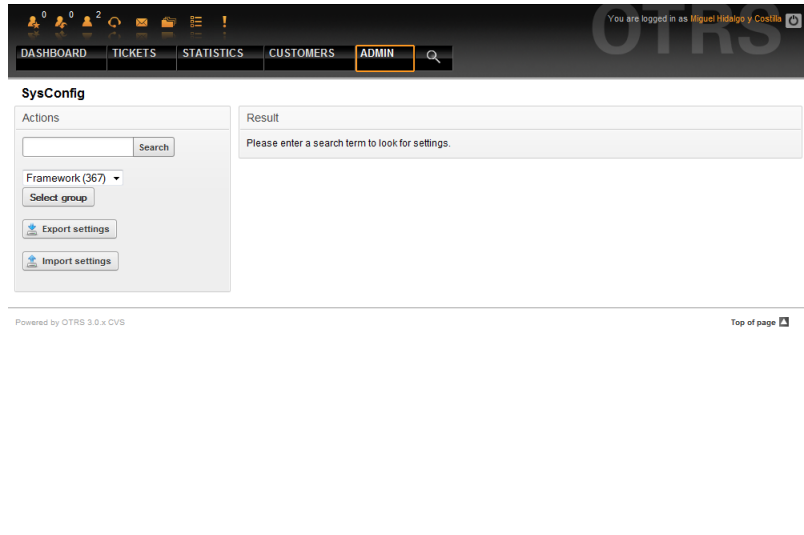 0 0 2
You are logged in as Miguel Hidalgo y Costilla
OTRS
DASHBOARD TICKETS STATISTICS CUSTOMERS ADMIN
SysConfig
Actions
Search
Framework (367)
Select group
Export settings
Import settings
Result
Please enter a search term to look for settings.
Powered by OTRS 3.0.x CVS
Top of page